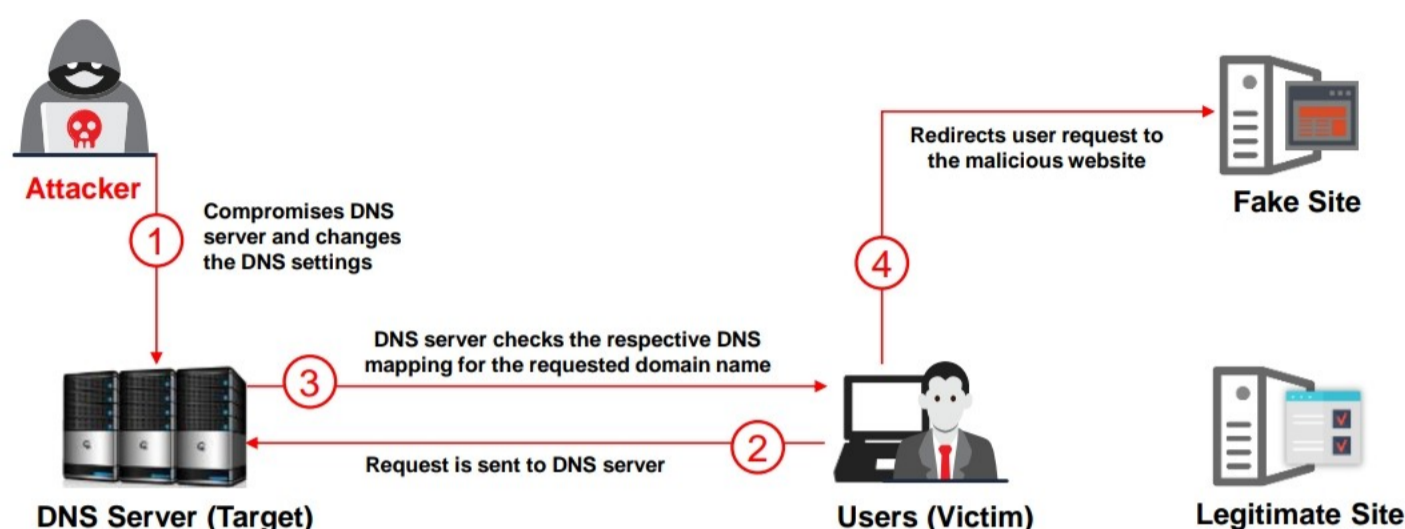 Attacker
1
Compromises DNS
server and changes
the DNS settings
DNS Server (Target)
3
DNS server checks the respective DNS
mapping for the requested domain name
2
Request is sent to DNS server
Users (Victim)
4
Redirects user request to
the malicious website
Fake Site
Legitimate Site